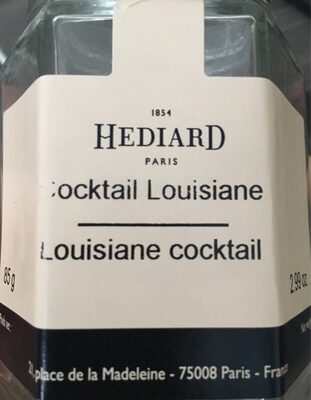 1854
HEDIARD
PARIS
Cocktail Louisiane
Louisiane cocktail
85 g
2,99 oz
place de la Madeleine - 75008 Paris - France